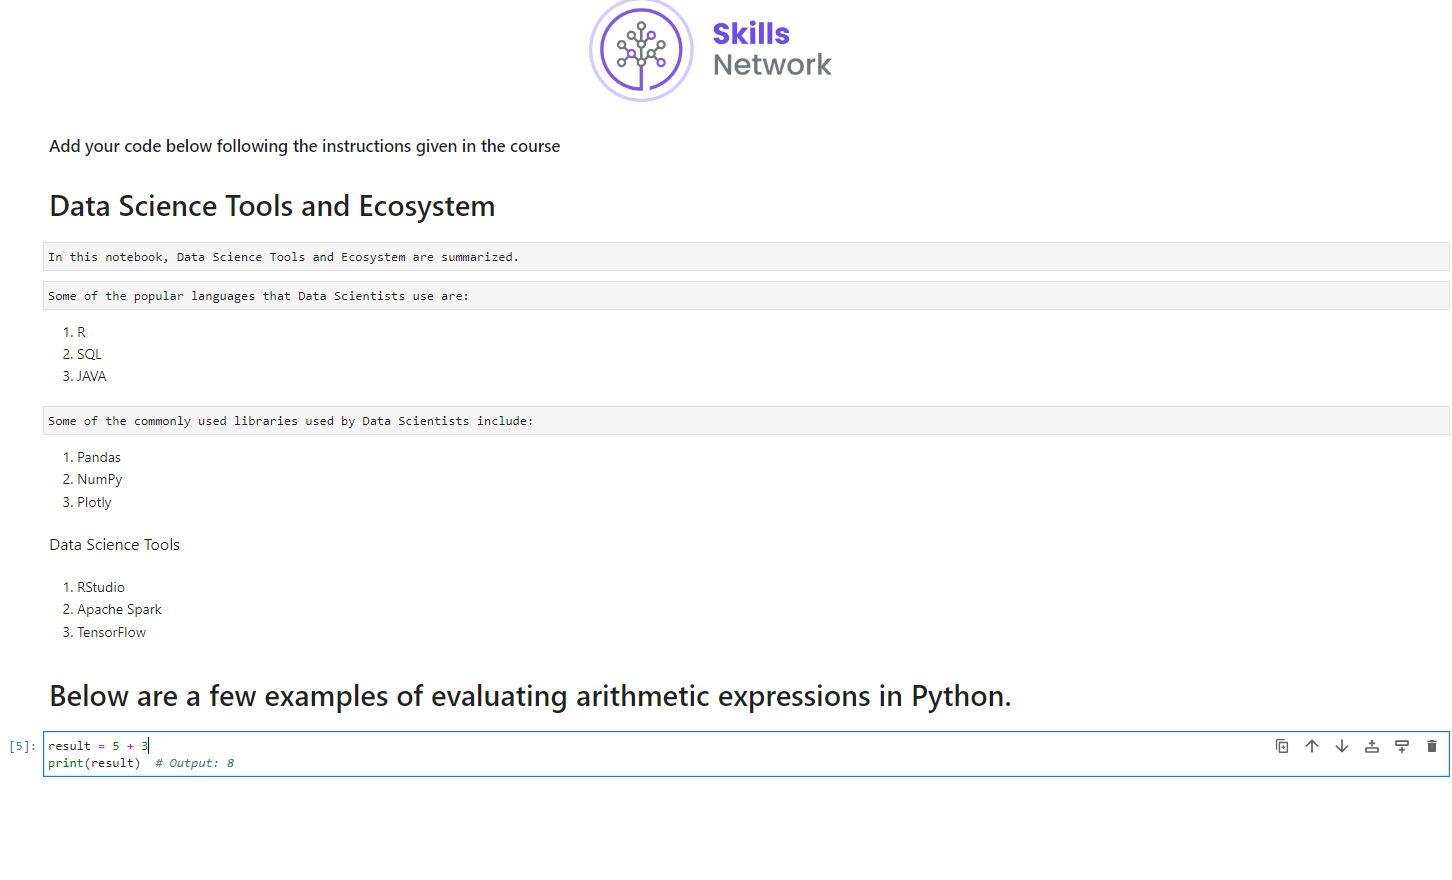 Skills
Network
Add your code below following the instructions given in the course
Data Science Tools and Ecosystem
In this notebook, Data Science Tools and Ecosystem are summarized.
Some of the popular languages that Data Scientists use are:
1. R
2. SQL
3. JAVA
Some of the commonly used libraries used by Data Scientists include:
1. Pandas
2. NumPy
3. Plotly
Data Science Tools
1. RStudio
2. Apache Spark
3. TensorFlow
Below are a few examples of evaluating arithmetic expressions in Python.
[5]: result = 5 + 3
print(result)  # Output: 8